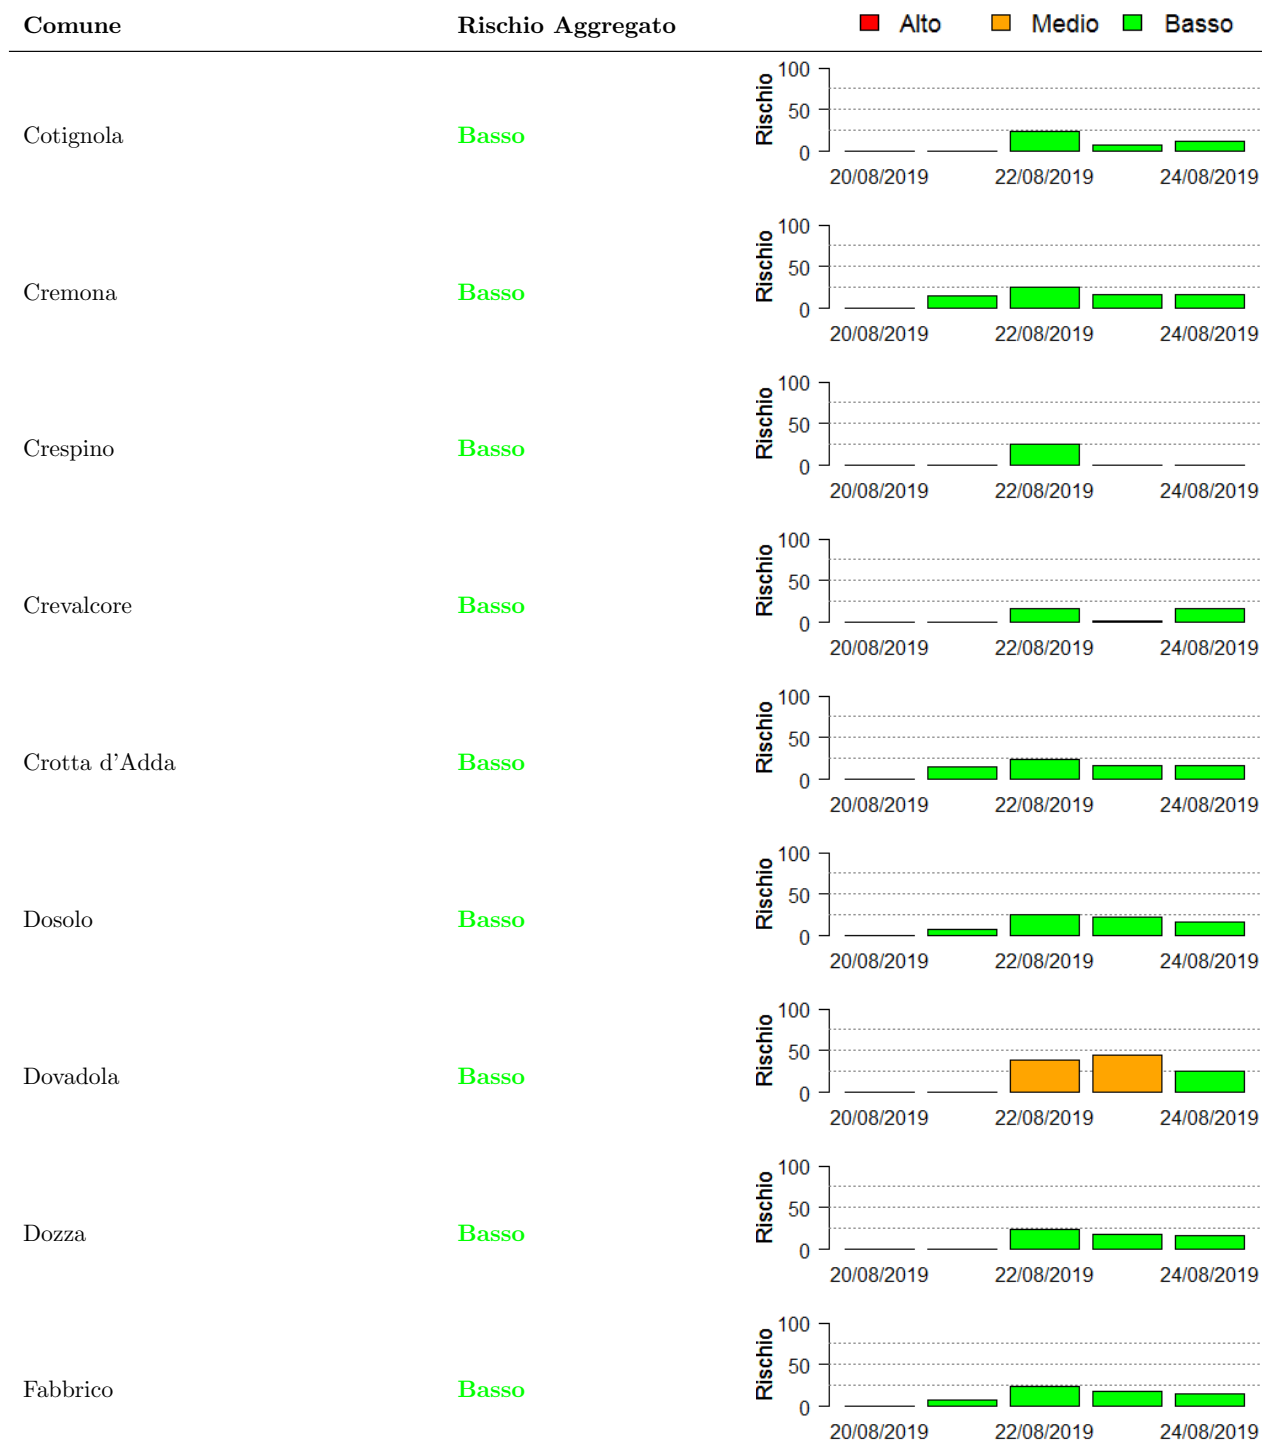 Comune Rischio Aggregato Alto Medio Basso
100
50
0
Rischio
Cotignola Basso
20/08/2019 22/08/2019 24/08/2019
100
50
0
Rischio
Cremona Basso
20/08/2019 22/08/2019 24/08/2019
100
50
0
Rischio
Crespino Basso
20/08/2019 22/08/2019 24/08/2019
100
50
0
Rischio
Crevalcore Basso
20/08/2019 22/08/2019 24/08/2019
100
50
0
Rischio
Crotta d'Adda Basso
20/08/2019 22/08/2019 24/08/2019
100
50
0
Rischio
Dosolo Basso
20/08/2019 22/08/2019 24/08/2019
100
50
0
Rischio
Dovadola Basso
20/08/2019 22/08/2019 24/08/2019
100
50
0
Rischio
Dozza Basso
20/08/2019 22/08/2019 24/08/2019
100
50
0
Rischio
Fabbrico Basso
20/08/2019 22/08/2019 24/08/2019